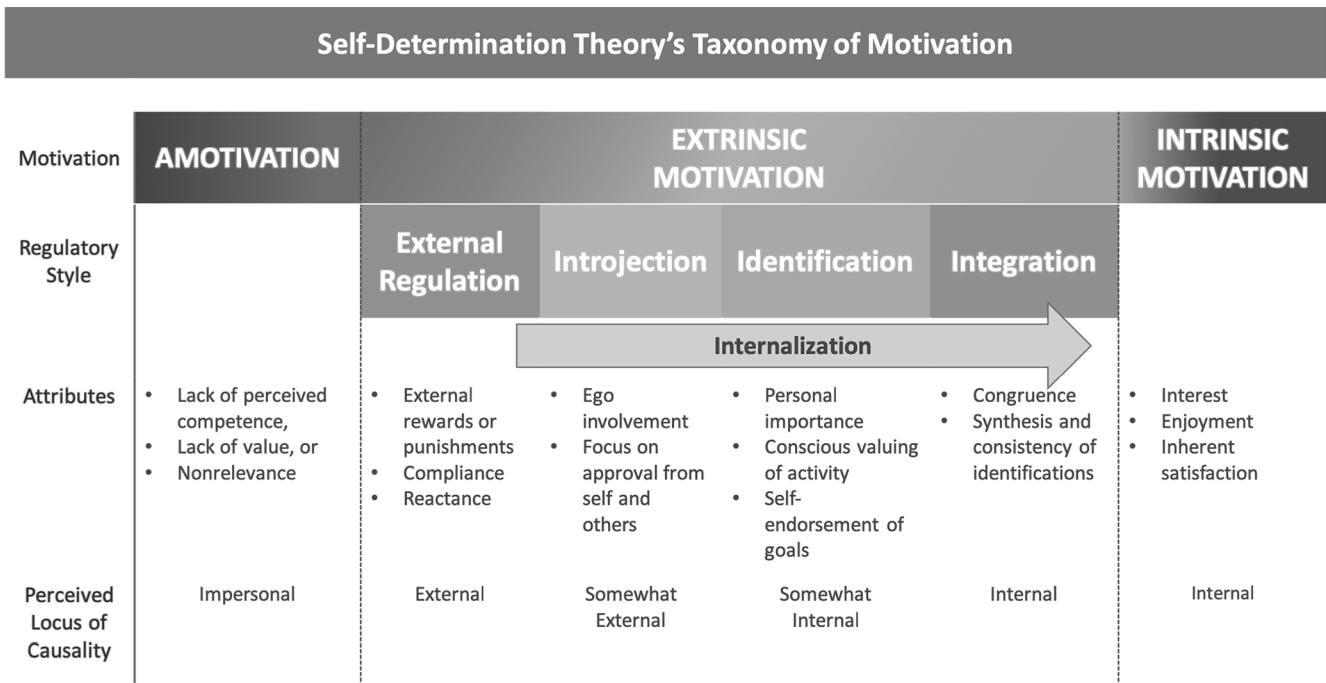 Self-Determination Theory's Taxonomy of Motivation
Motivation
AMOTIVATION
EXTRINSIC
MOTIVATION
INTRINSIC
MOTIVATION
Regulatory
Style
External
Regulation
Introjection
Identification
Integration
Internalization
Attributes
• Lack of perceived
competence,
• Lack of value, or
• Nonrelevance
• External
rewards or
punishments
• Compliance
• Reactance
• Ego
involvement
• Focus on
approval from
self and
others
• Personal
importance
• Conscious valuing
of activity
• Self-
endorsement of
goals
• Congruence
• Synthesis and
consistency of
identifications
• Interest
• Enjoyment
• Inherent
satisfaction
Perceived
Locus of
Causality
Impersonal
External
Somewhat
External
Somewhat
Internal
Internal
Internal